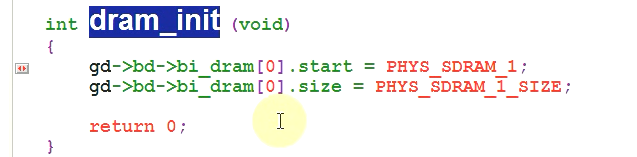 int dram_init (void)
{
gd->bd->bi_dram[0].start = PHYS_SDRAM_1;
gd->bd->bi_dram[0].size = PHYS_SDRAM_1_SIZE;
return 0;
}